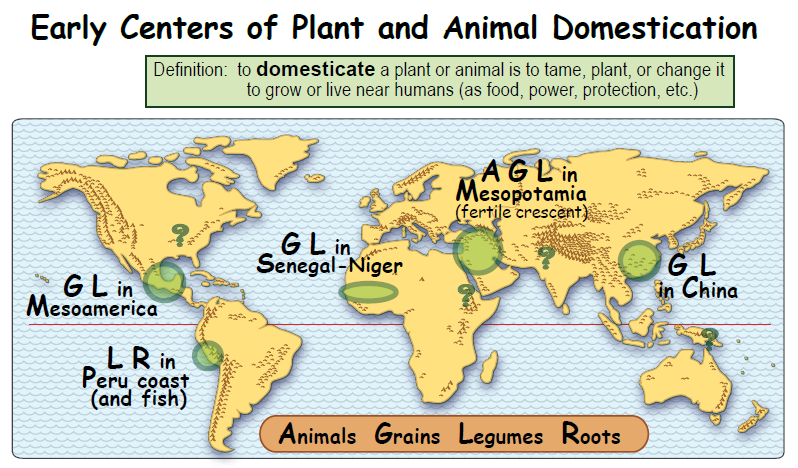 Early Centers of Plant and Animal Domestication
Definition: to domesticate a plant or animal is to tame, plant, or change it
to grow or live near humans (as food, power, protection, etc.)
A G L in
Mesopotamia
(fertile crescent)
?
G L in
Senegal-Niger
?
?
G L
in China
G L in
Mesoamerica
?
L R in
Peru coast
(and fish)
Animals Grains Legumes Roots